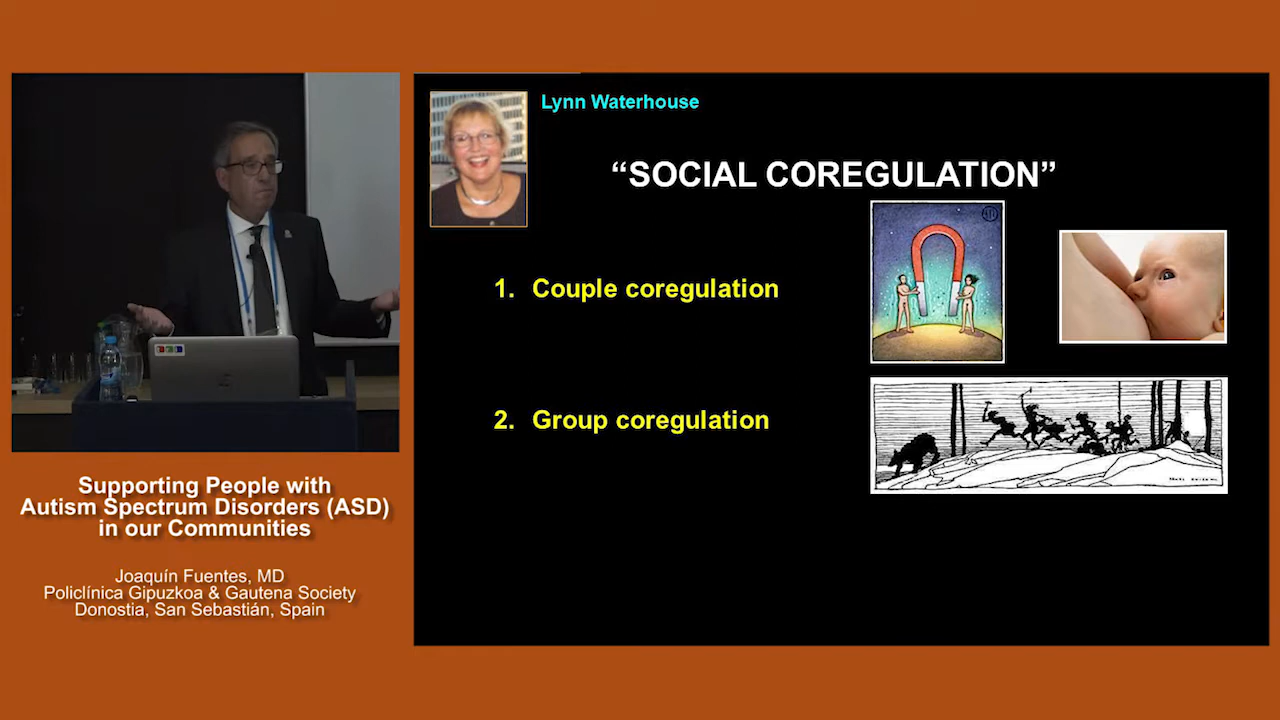 Lynn Waterhouse
“SOCIAL COREGULATION”
1. Couple coregulation
2. Group coregulation
Supporting People with
Autism Spectrum Disorders (ASD)
in our Communities
Joaquín Fuentes, MD
Policlínica Gipuzkoa & Gautena Society
Donostia, San Sebastián, Spain